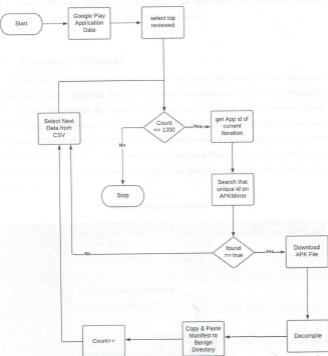 Start
Google Play
Application
Data
select top
reviewed
Select Next
Data from
CSV
Count
<= 1200
Yes
get App id of
current
Iteration
No
Stop
Search that
unique id on
APKMirror
found
== true
Yes
No
Download
APK File
Decompile
Copy & Paste
Manifest to
Benign
Directory
Count++